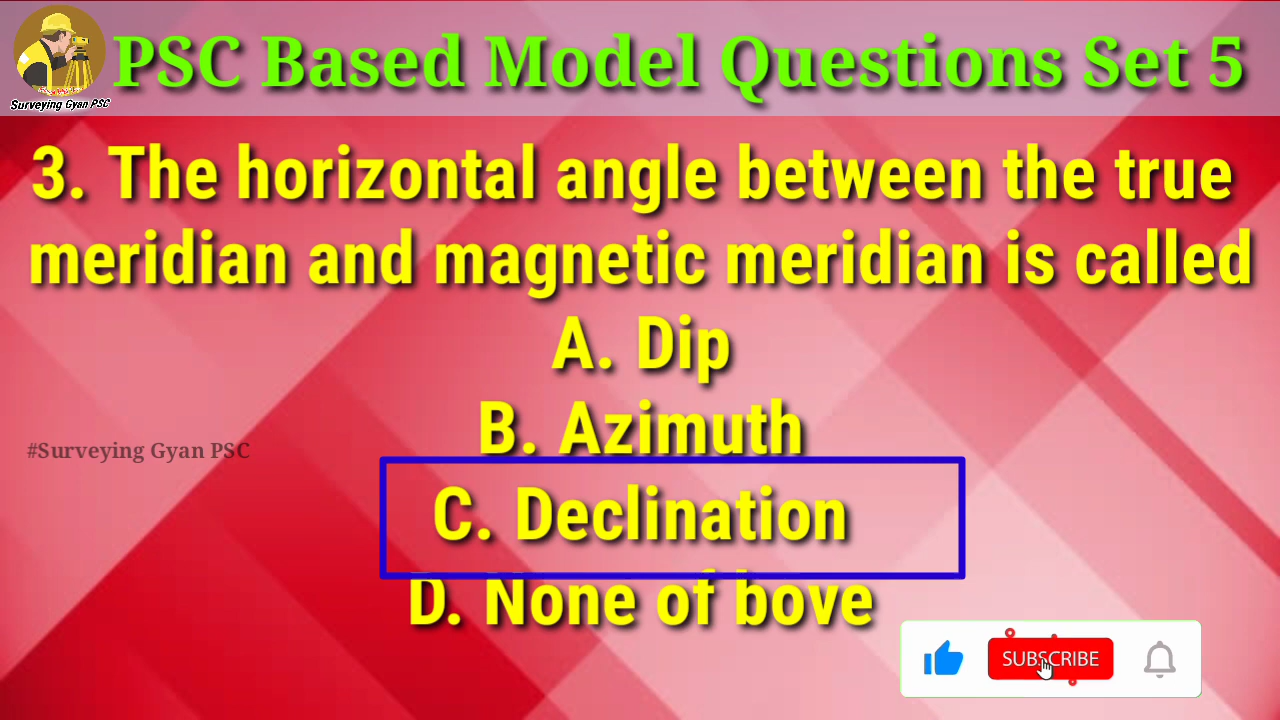 PSC Based Model Questions Set 5
Surveying Gyan PSC
3. The horizontal angle between the true
meridian and magnetic meridian is called
A. Dip
B. Azimuth
#Surveying Gyan PSC
C. Declination
D. None of bove
SUBSCRIBE